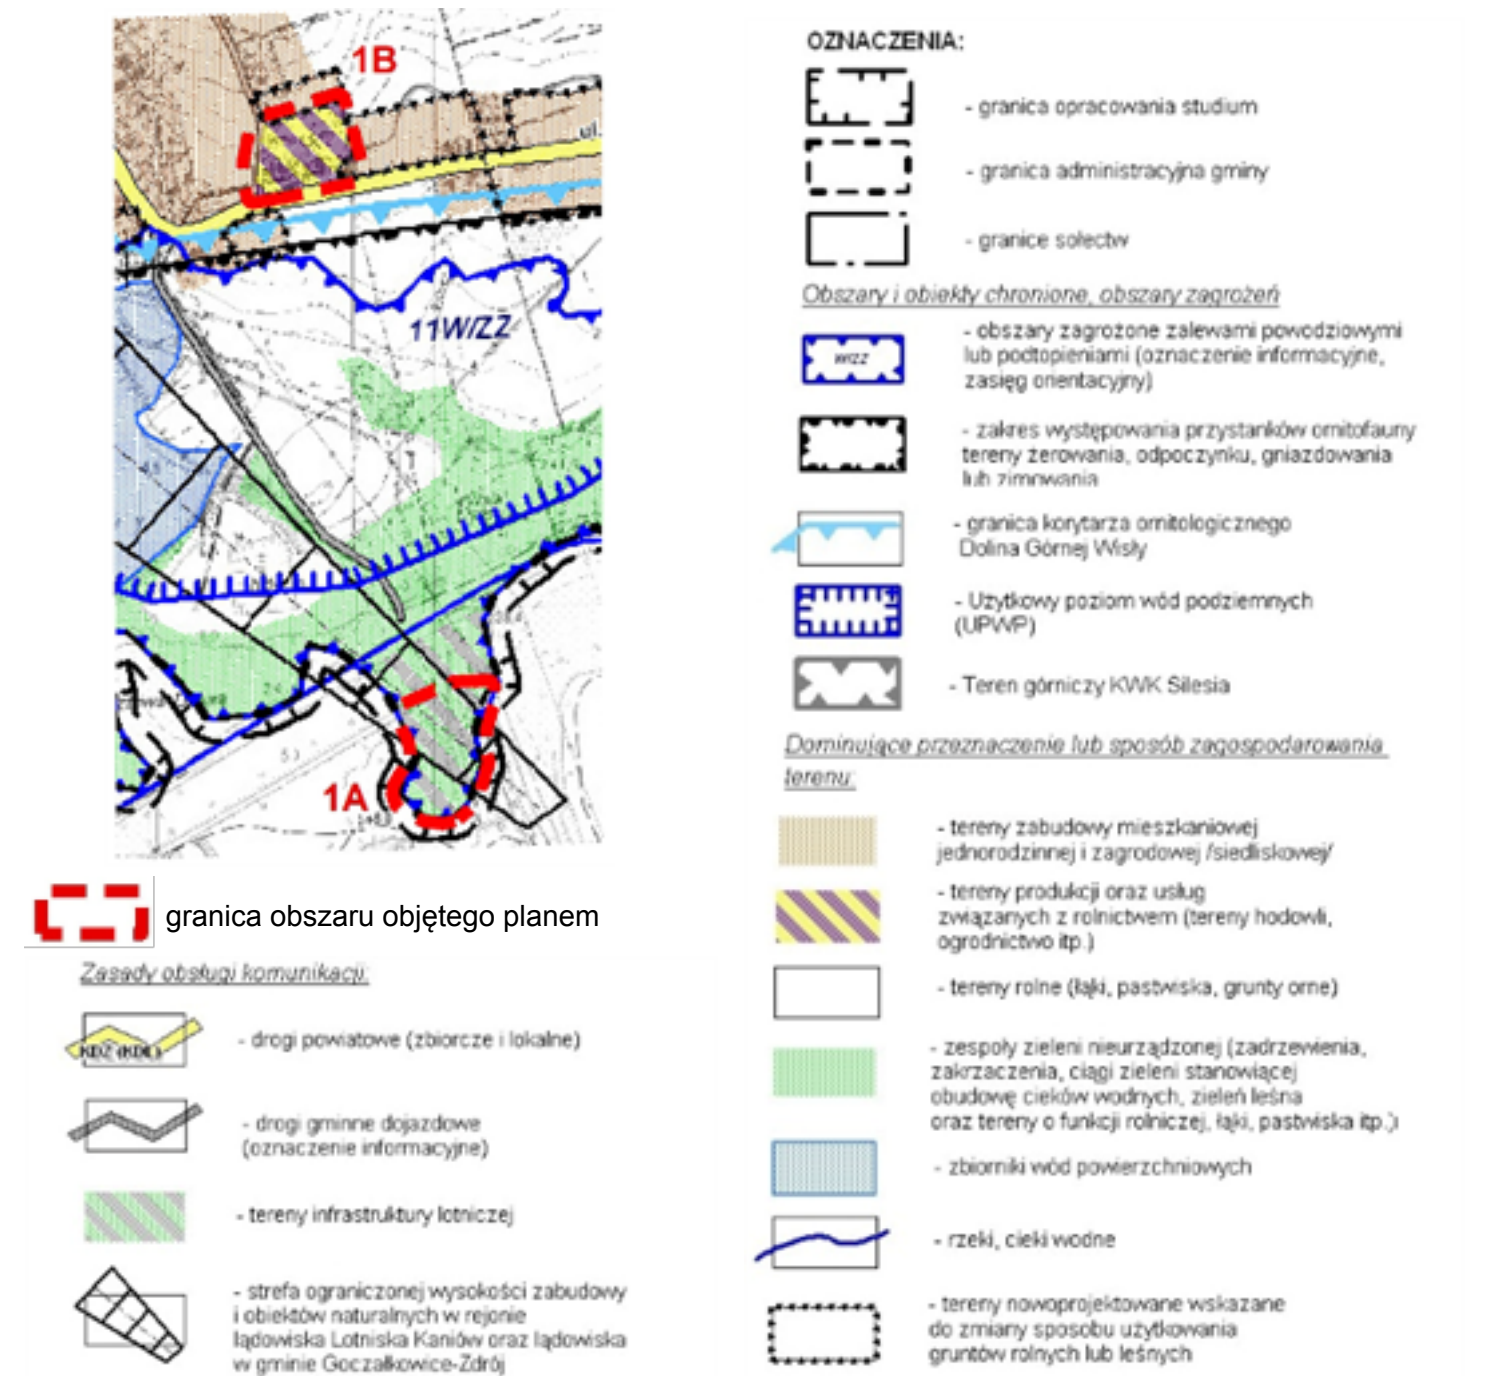 1B
ul.
11W/ZZ
1A
granica obszaru objętego planem
Zasady obsługi komunikacji:
KDZ (KDL)
- drogi powiatowe (zbiorcze i lokalne)
- drogi gminne dojazdowe
(oznaczenie informacyjne)
- tereny infrastruktury lotniczej
- strefa ograniczonej wysokości zabudowy
i obiektów naturalnych w rejonie
lądowiska Lotniska Kaniów oraz lądowiska
w gminie Goczałkowice-Zdrój
OZNACZENIA:
- granica opracowania studium
- granica administracyjna gminy
- granice sołectw
Obszary i obiekty chronione, obszary zagrożeń
W/ZZ
- obszary zagrożone zalewami powodziowymi
lub podtopieniami (oznaczenie informacyjne,
zasięg orientacyjny)
- zakres występowania przystanków ornitofauny
tereny żerowania, odpoczynku, gniazdowania
lub zimowania
- granica korytarza ornitologicznego
Dolina Górnej Wisły
- Użytkowy poziom wód podziemnych
(UPWP)
- Teren górniczy KWK Silesia
Dominujące przeznaczenie lub sposób zagospodarowania
terenu:
- tereny zabudowy mieszkaniowej
jednorodzinnej i zagrodowej /siedliskowej/
- tereny produkcji oraz usług
związanych z rolnictwem (tereny hodowli,
ogrodnictwo itp.)
- tereny rolne (łąki, pastwiska, grunty orne)
- zespoły zieleni nieurządzonej (zadrzewienia,
zakrzaczenia, ciągi zieleni stanowiącej
obudowę cieków wodnych, zieleń leśna
oraz tereny o funkcji rolniczej, łąki, pastwiska itp.)
- zbiorniki wód powierzchniowych
- rzeki, cieki wodne
- tereny nowoprojektowane wskazane
do zmiany sposobu użytkowania
gruntów rolnych lub leśnych